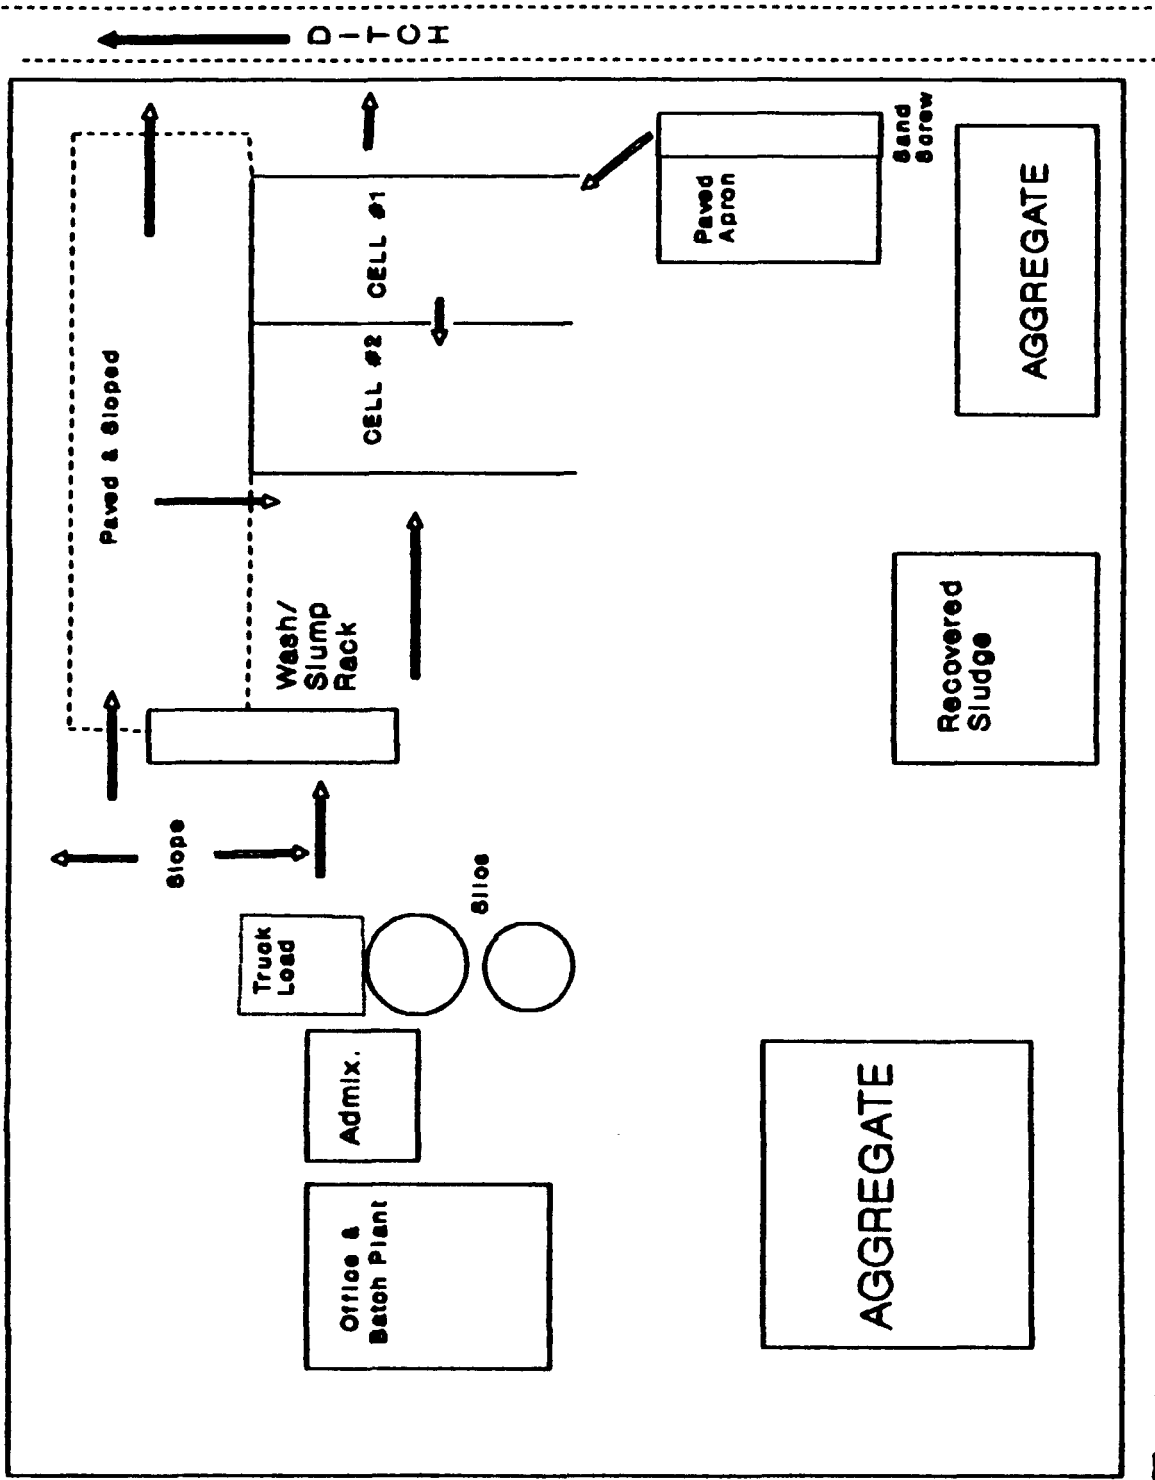 DITCH
Paved & Sloped
CELL #1
CELL #2
Paved
Apron
Sand
Screw
AGGREGATE
Wash/
Slump
Rack
Recovered
Sludge
Slope
Silos
Truck
Load
Admix.
Office &
Batch Plant
AGGREGATE